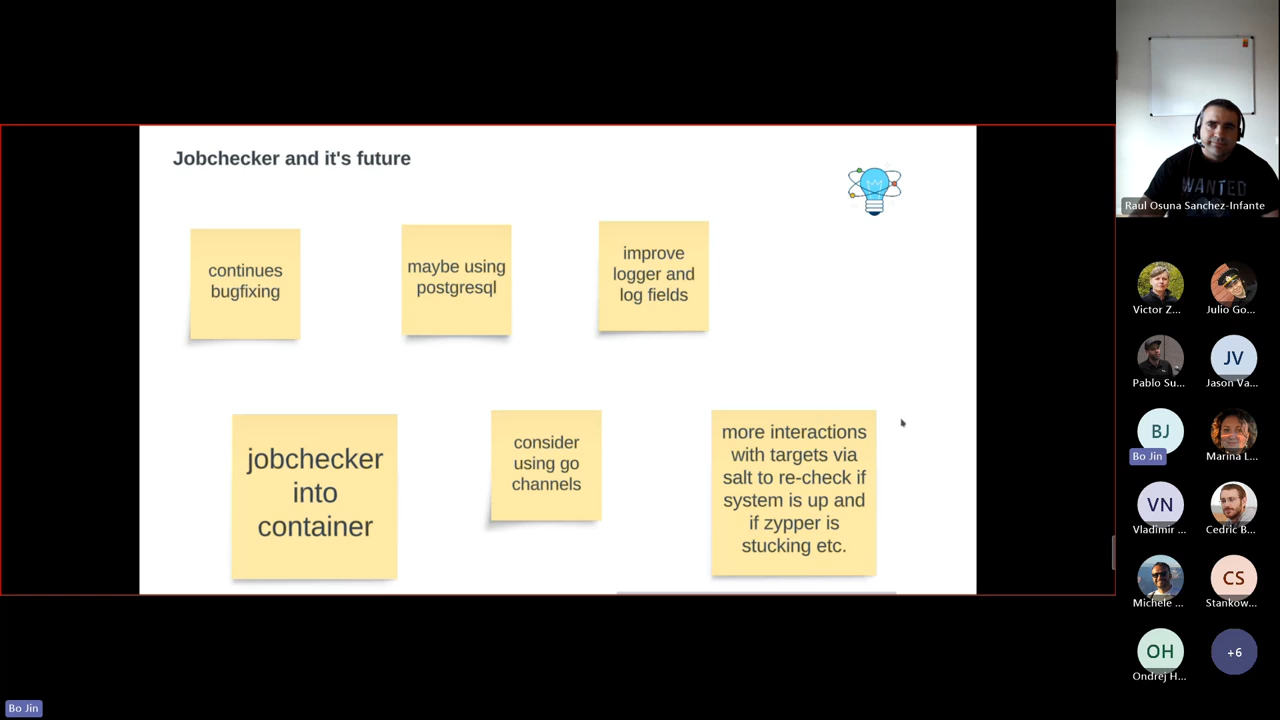 Jobchecker and it's future
continues
bugfixing
maybe using
postgresql
improve
logger and
log fields
jobchecker
into
container
consider
using go
channels
more interactions
with targets via
salt to re-check if
system is up and
if zypper is
stucking etc.
WANTED
Raul Osuna Sanchez-Infante
Victor Z...
Julio Go...
Pablo Su...
JV
Jason Va...
BJ
Bo Jin
Marina L...
VN
Vladimir ...
Cedric B...
Michele ...
CS
Stankow...
OH
Ondrej H...
+6
Bo Jin